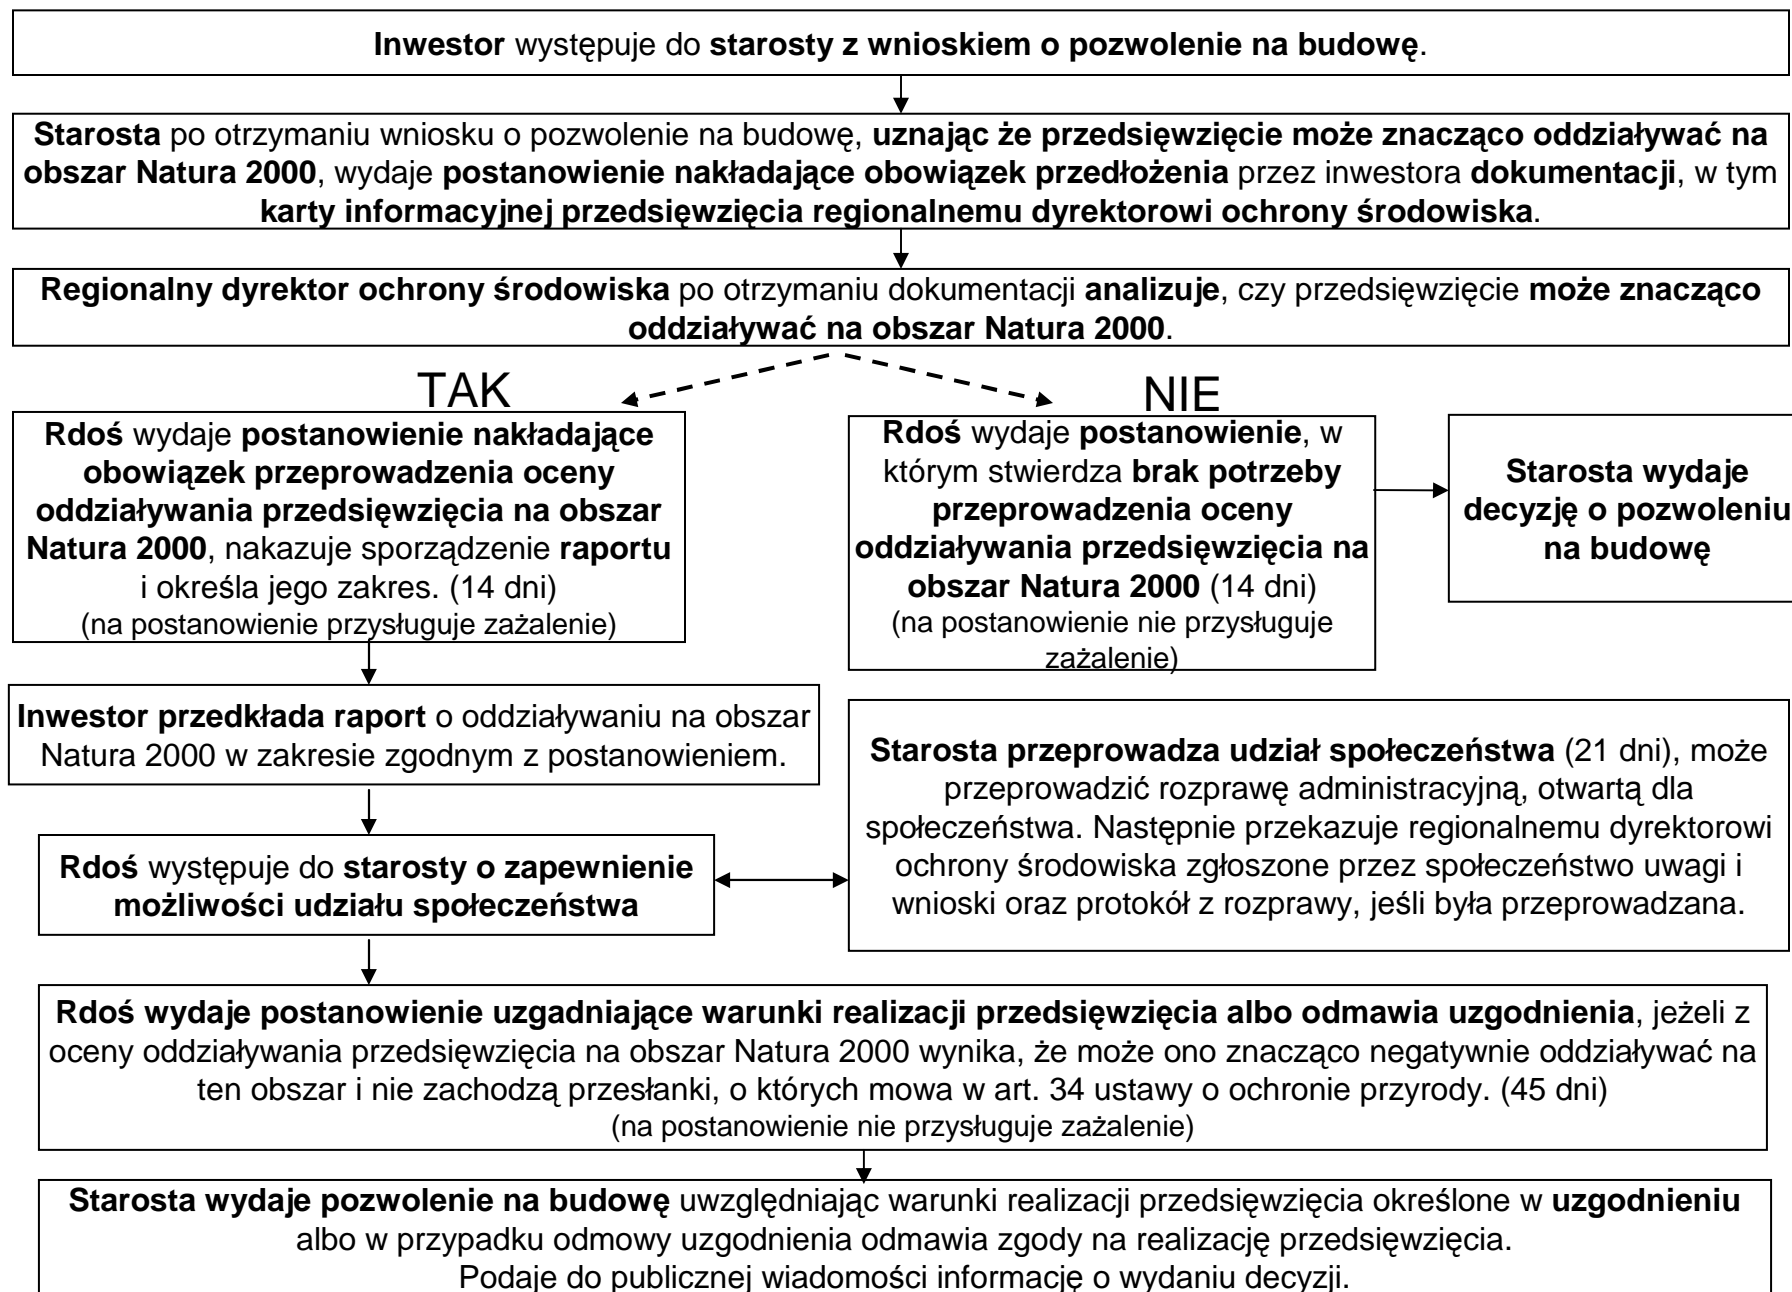 Inwestor występuje do starosty z wnioskiem o pozwolenie na budowę.
Starosta po otrzymaniu wniosku o pozwolenie na budowę, uznając że przedsięwzięcie może znacząco oddziaływać na
obszar Natura 2000, wydaje postanowienie nakładające obowiązek przedłożenia przez inwestora dokumentacji, w tym
karty informacyjnej przedsięwzięcia regionalnemu dyrektorowi ochrony środowiska.
Regionalny dyrektor ochrony środowiska po otrzymaniu dokumentacji analizuje, czy przedsięwzięcie może znacząco
oddziaływać na obszar Natura 2000.
TAK
Rdoś wydaje postanowienie nakładające
obowiązek przeprowadzenia oceny
oddziaływania przedsięwzięcia na obszar
Natura 2000, nakazuje sporządzenie raportu
i określa jego zakres. (14 dni)
(na postanowienie przysługuje zażalenie)
NIE
Rdoś wydaje postanowienie, w
którym stwierdza brak potrzeby
przeprowadzenia oceny
oddziaływania przedsięwzięcia na
obszar Natura 2000 (14 dni)
(na postanowienie nie przysługuje
zażalenie)
Starosta wydaje
decyzję o pozwoleniu
na budowę
Inwestor przedkłada raport o oddziaływaniu na obszar
Natura 2000 w zakresie zgodnym z postanowieniem.
Rdoś występuje do starosty o zapewnienie
możliwości udziału społeczeństwa
Starosta przeprowadza udział społeczeństwa (21 dni), może
przeprowadzić rozprawę administracyjną, otwartą dla
społeczeństwa. Następnie przekazuje regionalnemu dyrektorowi
ochrony środowiska zgłoszone przez społeczeństwo uwagi i
wnioski oraz protokół z rozprawy, jeśli była przeprowadzana.
Rdoś wydaje postanowienie uzgadniające warunki realizacji przedsięwzięcia albo odmawia uzgodnienia, jeżeli z
oceny oddziaływania przedsięwzięcia na obszar Natura 2000 wynika, że może ono znacząco negatywnie oddziaływać na
ten obszar i nie zachodzą przesłanki, o których mowa w art. 34 ustawy o ochronie przyrody. (45 dni)
(na postanowienie nie przysługuje zażalenie)
Starosta wydaje pozwolenie na budowę uwzględniając warunki realizacji przedsięwzięcia określone w uzgodnieniu
albo w przypadku odmowy uzgodnienia odmawia zgody na realizację przedsięwzięcia.
Podaje do publicznej wiadomości informację o wydaniu decyzji.